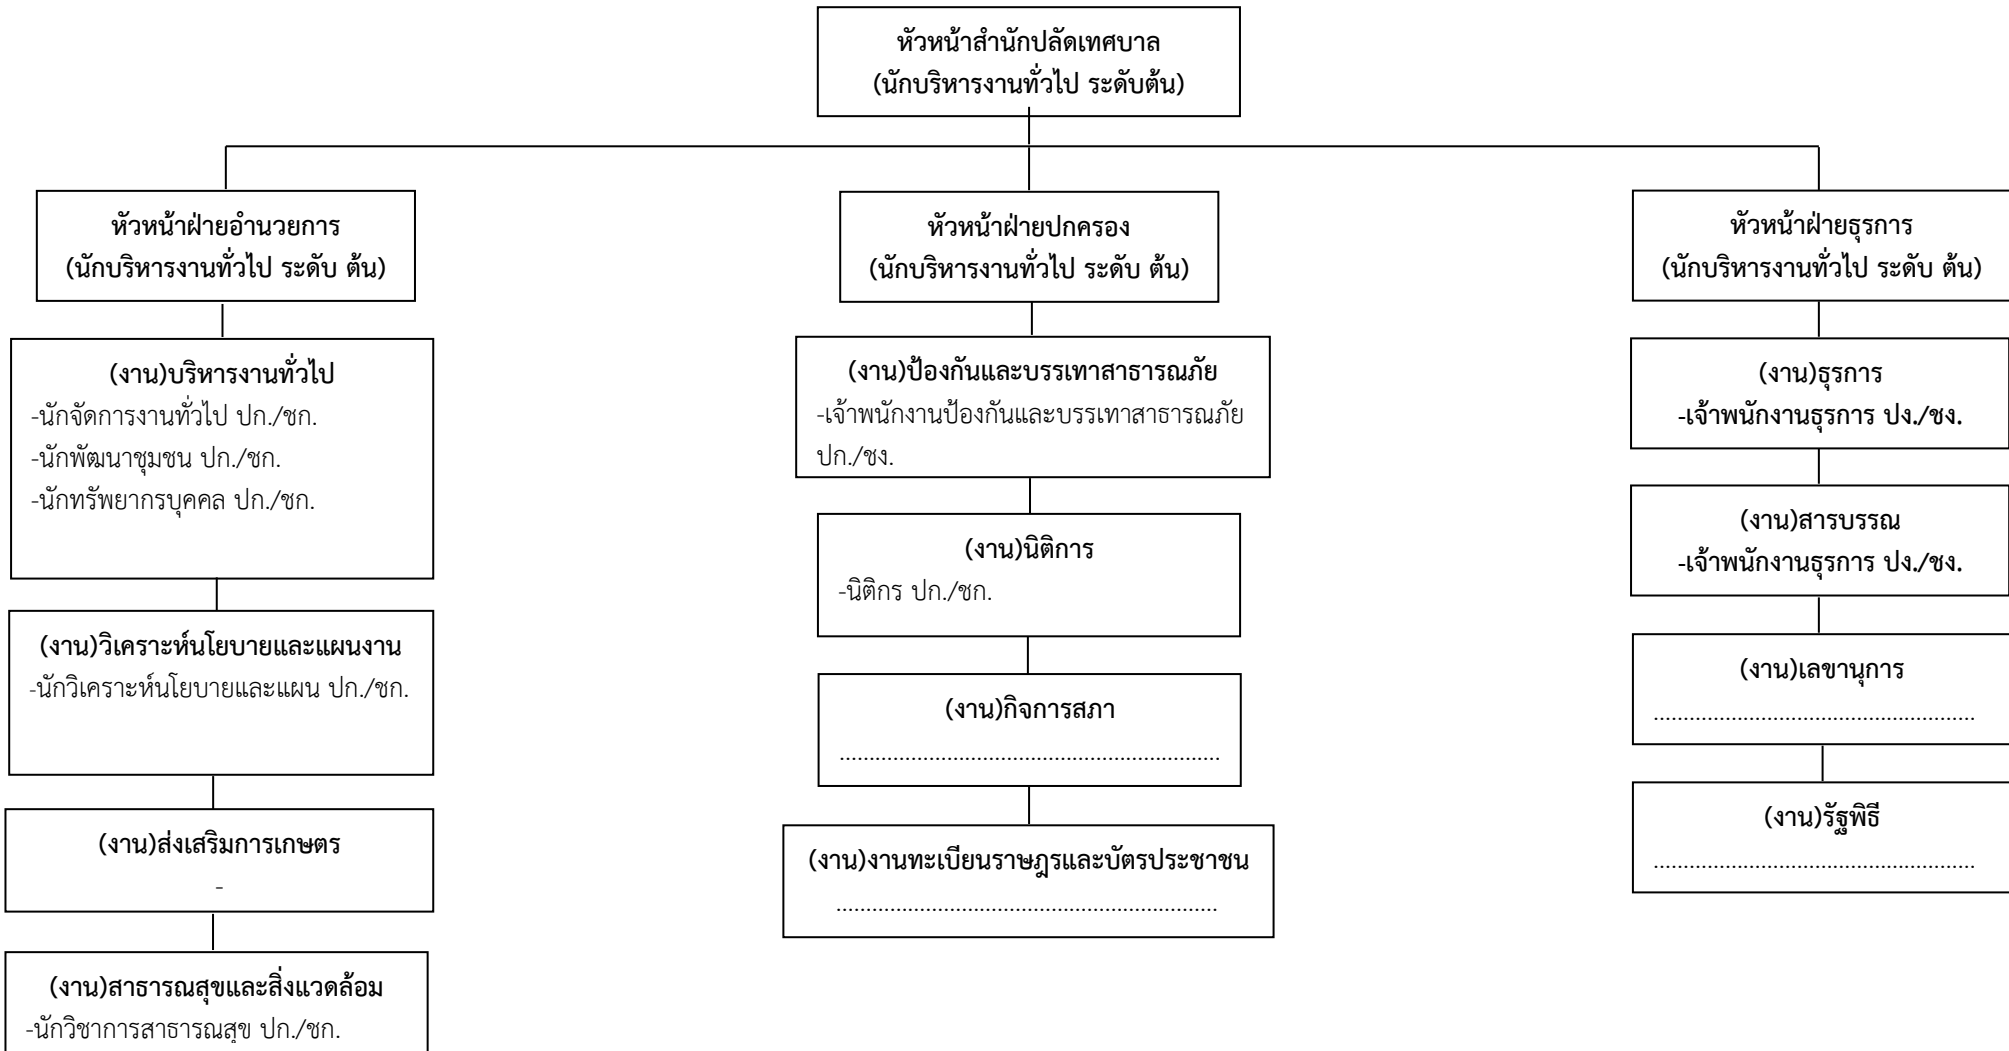 หัวหน้าสำนักปลัดเทศบาล
(นักบริหารงานทั่วไป ระดับต้น)
หัวหน้าฝ่ายอำนวยการ
(นักบริหารงานทั่วไป ระดับ ต้น)
(งาน)บริหารงานทั่วไป
-นักจัดการงานทั่วไป ปก./ชก.
-นักพัฒนาชุมชน ปก./ชก.
-นักทรัพยากรบุคคล ปก./ชก.
(งาน)วิเคราะห์นโยบายและแผนงาน
-นักวิเคราะห์นโยบายและแผน ปก./ชก.
(งาน)ส่งเสริมการเกษตร
-
(งาน)สาธารณสุขและสิ่งแวดล้อม
-นักวิชาการสาธารณสุข ปก./ชก.
หัวหน้าฝ่ายปกครอง
(นักบริหารงานทั่วไป ระดับ ต้น)
(งาน)ป้องกันและบรรเทาสาธารณภัย
-เจ้าพนักงานป้องกันและบรรเทาสาธารณภัย
ปก./ชง.
(งาน)นิติการ
-นิติกร ปก./ชก.
(งาน)กิจการสภา
................................................................
(งาน)งานทะเบียนราษฎรและบัตรประชาชน
................................................................
หัวหน้าฝ่ายธุรการ
(นักบริหารงานทั่วไป ระดับ ต้น)
(งาน)ธุรการ
-เจ้าพนักงานธุรการ ปง./ชง.
(งาน)สารบรรณ
-เจ้าพนักงานธุรการ ปง./ชง.
(งาน)เลขานุการ
......................................................
(งาน)รัฐพิธี
......................................................